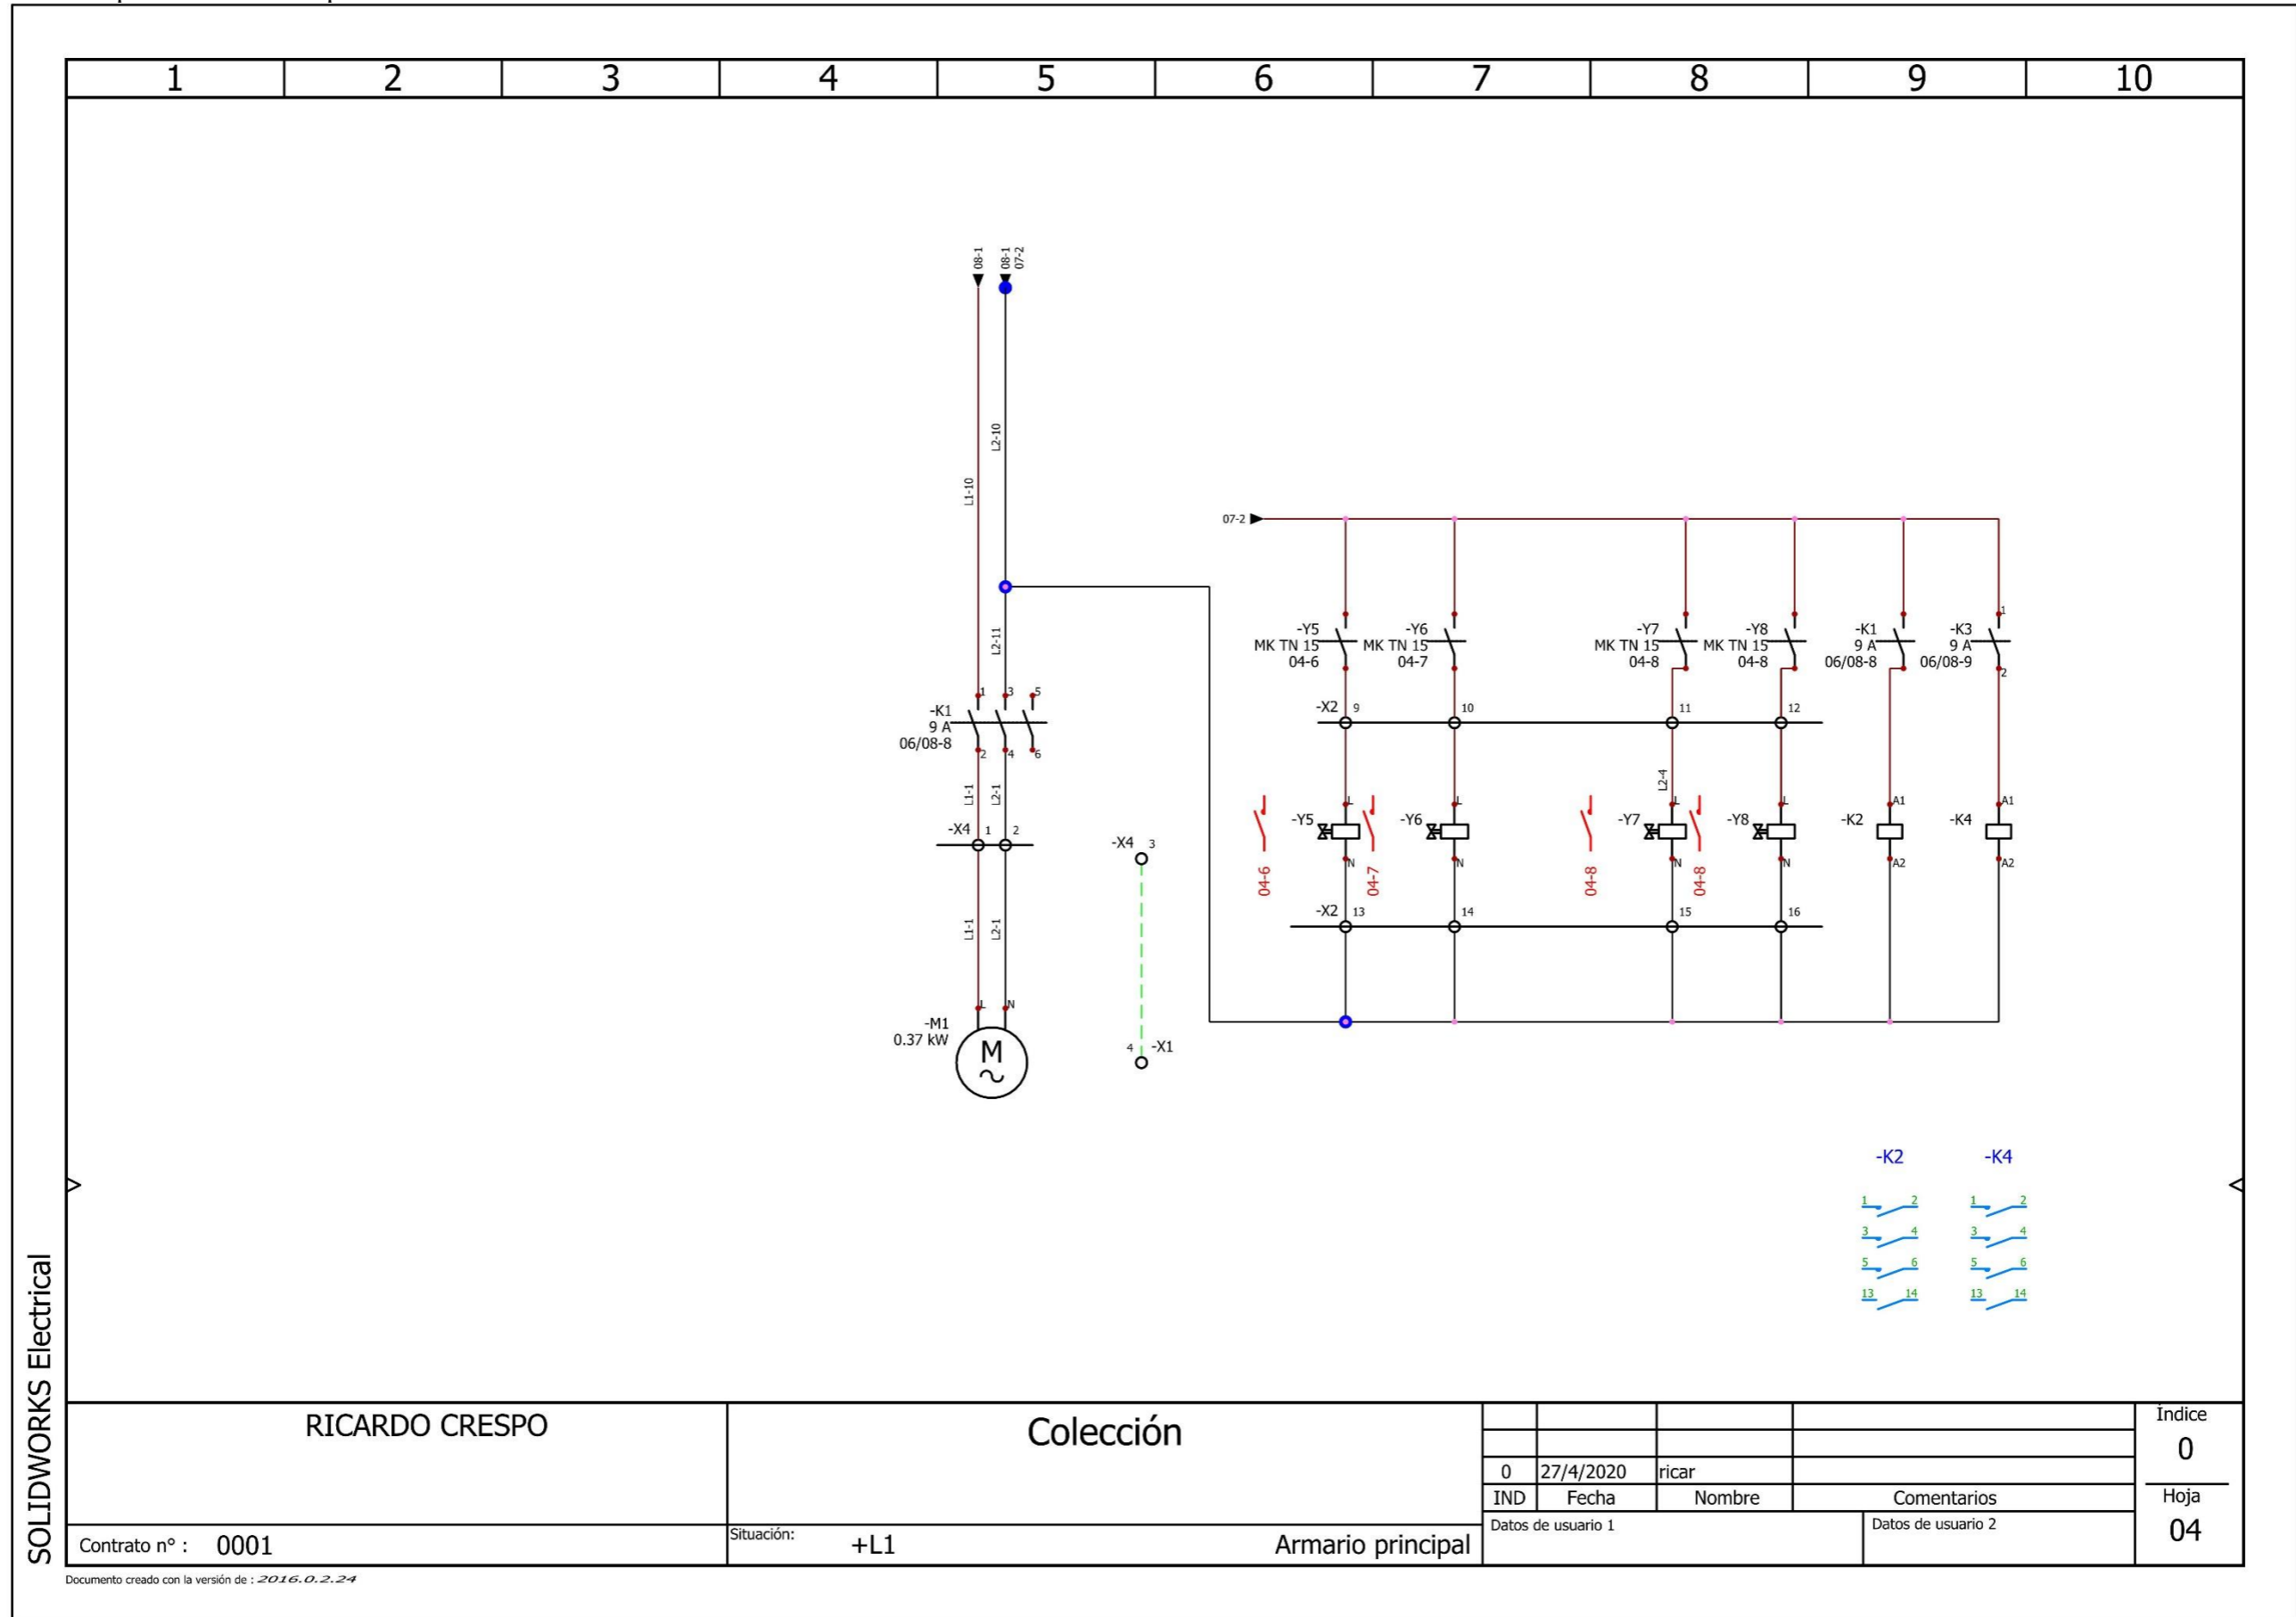 1 2 3 4 5 6 7 8 9 10
08-1 08-1
07-2
L2-10
L1-10
07-2
L2-11
-Y5 -Y6 -Y7 -Y8 -K1 -K3 1
MK TN 15 MK TN 15 MK TN 15 MK TN 15 9 A 9 A
04-6 04-7 04-8 04-8 06/08-8 06/08-9 2
1 3 5
-K1
9 A
06/08-8
2 4 6
-X2 9 10 11 12
L2-4
L1-1 L2-1
-X4 1 2
-X4 3
L L L L A1 A1
-Y5 -Y6 -Y7 -Y8 -K2 -K4
N N N N A2 A2
04-6 04-7 04-8 04-8
-X2 13 14 15 16
L1-1 L2-1
L N
-M1
0.37 kW
M
4 -X1
-K2 -K4
1 2 1 2
3 4 3 4
5 6 5 6
13 14 13 14
SOLIDWORKS Electrical
RICARDO CRESPO
Colección
Índice
0
0 27/4/2020 ricar
IND Fecha Nombre Comentarios
Hoja
04
Contrato n° : 0001
Situación: +L1 Armario principal
Datos de usuario 1 Datos de usuario 2
Documento creado con la versión de : 2016.0.2.24